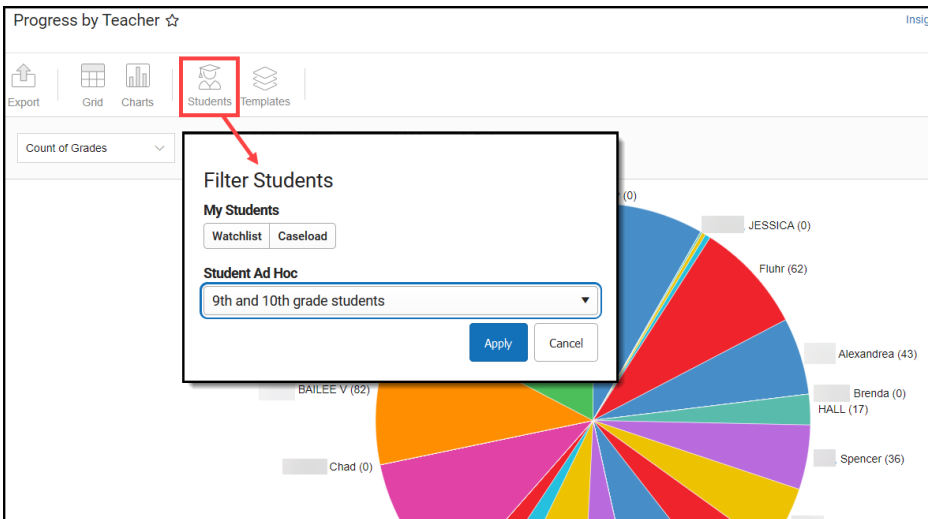 Progress by Teacher
Insig
Export
Grid
Charts
Students
Templates
Count of Grades
Filter Students
My Students
Watchlist
Caseload
Student Ad Hoc
9th and 10th grade students
Apply
Cancel
(0)
, JESSICA (0)
Fluhr (62)
Alexandrea (43)
Brenda (0)
HALL (17)
, Spencer (36)
BAILEE V (82)
Chad (0)